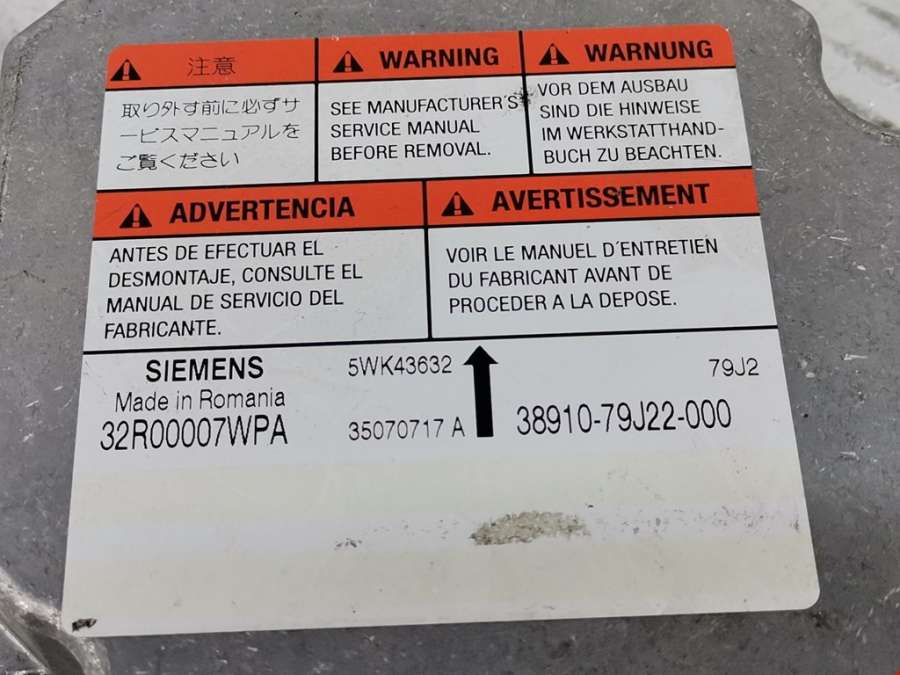 注意
取り外す前に必ずサ
ービスマニュアルを
ご覧ください
WARNING
SEE MANUFACTURER´S
SERVICE MANUAL
BEFORE REMOVAL.
WARNUNG
VOR DEM AUSBAU
SIND DIE HINWEISE
IM WERKSTATTHAND-
BUCH ZU BEACHTEN.
ADVERTENCIA
ANTES DE EFECTUAR EL
DESMONTAJE, CONSULTE EL
MANUAL DE SERVICIO DEL
FABRICANTE.
AVERTISSEMENT
VOIR LE MANUEL D´ENTRETIEN
DU FABRICANT AVANT DE
PROCEDER A LA DEPOSE.
SIEMENS
Made in Romania
32R00007WPA
5WK43632
35070717 A
79J2
38910-79J22-000